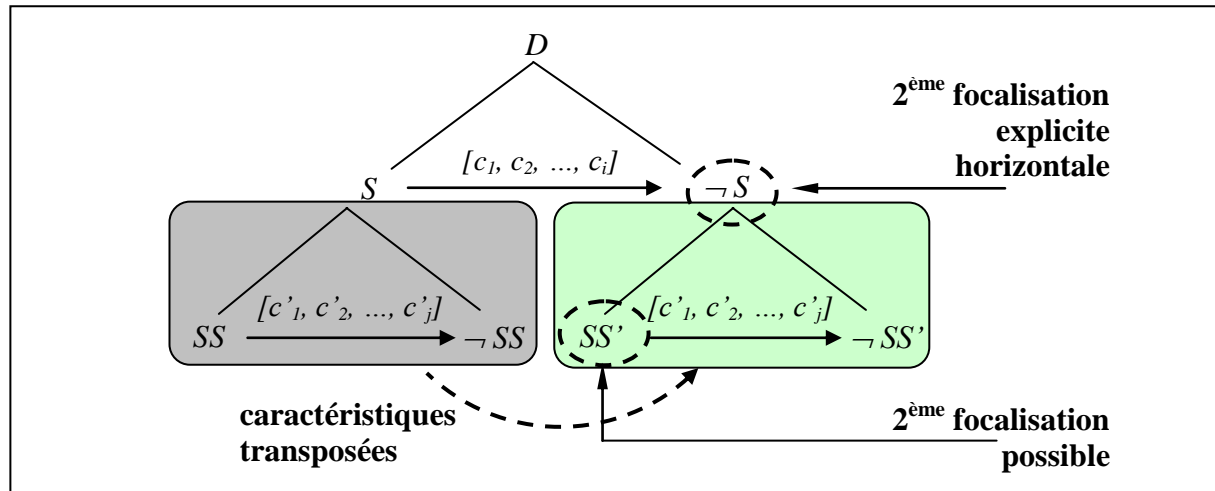 D
2ème focalisation
explicite
horizontale
[c1, c2, ..., ci]
S
¬ S
[c’1, c’2, ..., c’j]
[c’1, c’2, ..., c’j]
SS
¬ SS
SS’
¬ SS’
caractéristiques
transposées
2ème focalisation
possible